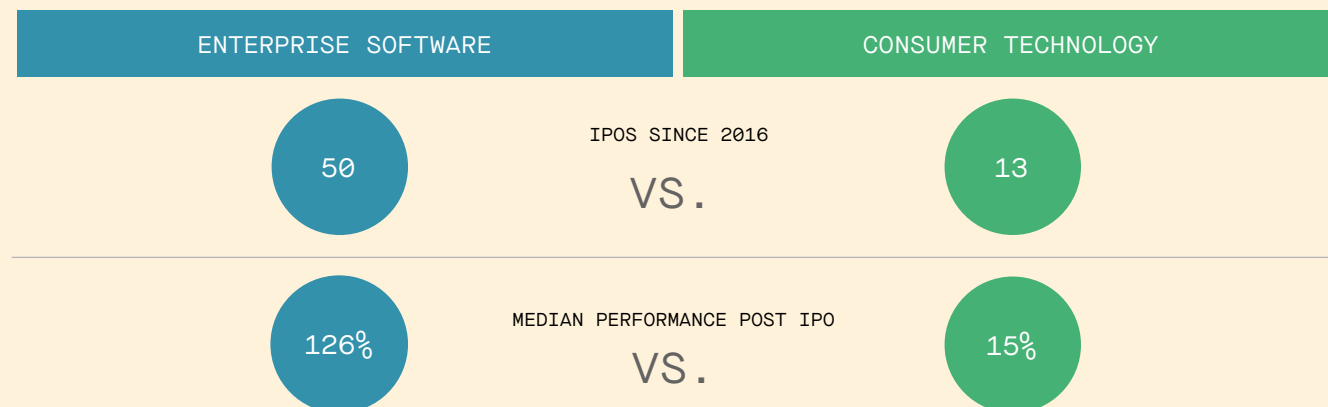 ENTERPRISE SOFTWARE
CONSUMER TECHNOLOGY
IPOS SINCE 2016
50
VS.
13
MEDIAN PERFORMANCE POST IPO
126%
VS.
15%